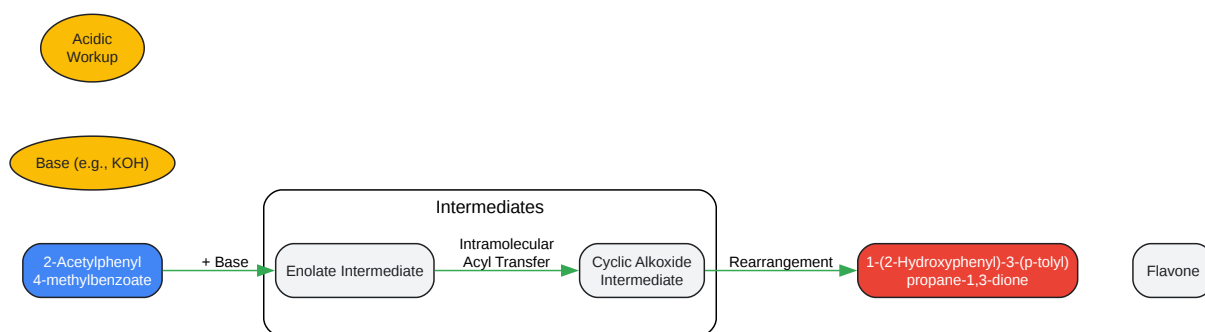 Acidic
Workup
Base (e.g., KOH)
Intermediates
2-Acetylphenyl
4-methylbenzoate
+ Base
Enolate Intermediate
Intramolecular
Acyl Transfer
Cyclic Alkoxide
Intermediate
Rearrangement
1-(2-Hydroxyphenyl)-3-(p-tolyl)
propane-1,3-dione
Flavone